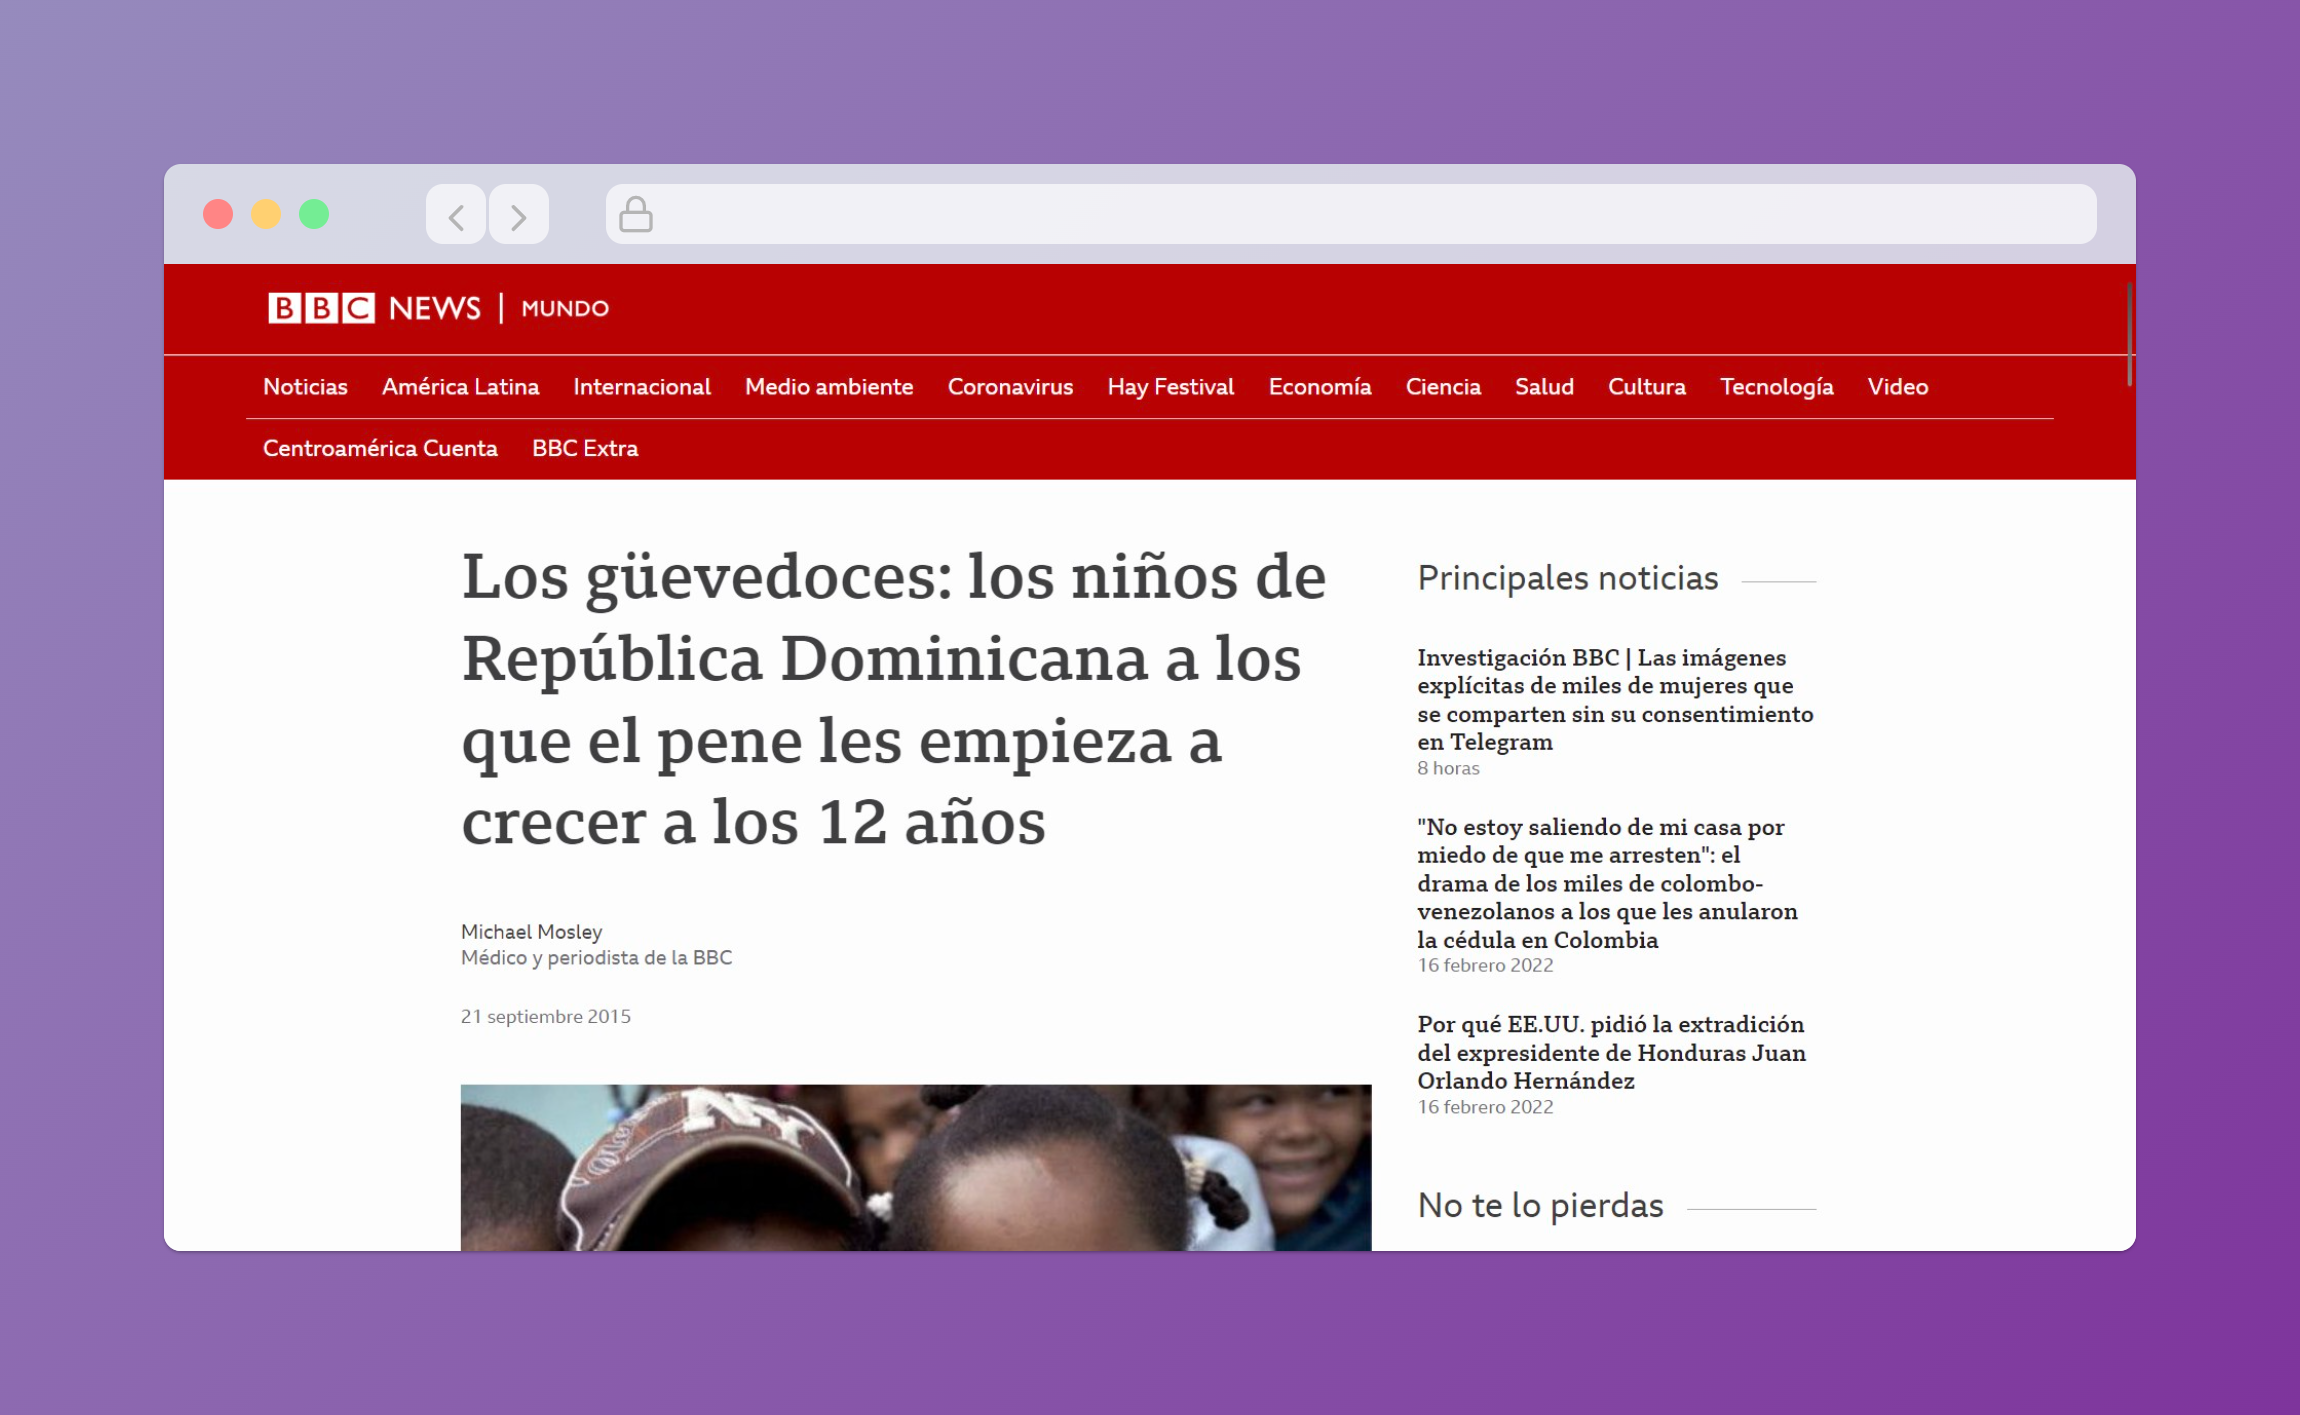 BBC NEWS | MUNDO
Noticias América Latina Internacional Medio ambiente Coronavirus Hay Festival Economía Ciencia Salud Cultura Tecnología Video
Centroamérica Cuenta BBC Extra
Los güevedoces: los niños de
República Dominicana a los
que el pene les empieza a
crecer a los 12 años
Michael Mosley
Médico y periodista de la BBC
21 septiembre 2015
NY
Principales noticias
Investigación BBC | Las imágenes
explícitas de miles de mujeres que
se comparten sin su consentimiento
en Telegram
8 horas
"No estoy saliendo de mi casa por
miedo de que me arresten": el
drama de los miles de colombo-
venezolanos a los que les anularon
la cédula en Colombia
16 febrero 2022
Por qué EE.UU. pidió la extradición
del expresidente de Honduras Juan
Orlando Hernández
16 febrero 2022
No te lo pierdas